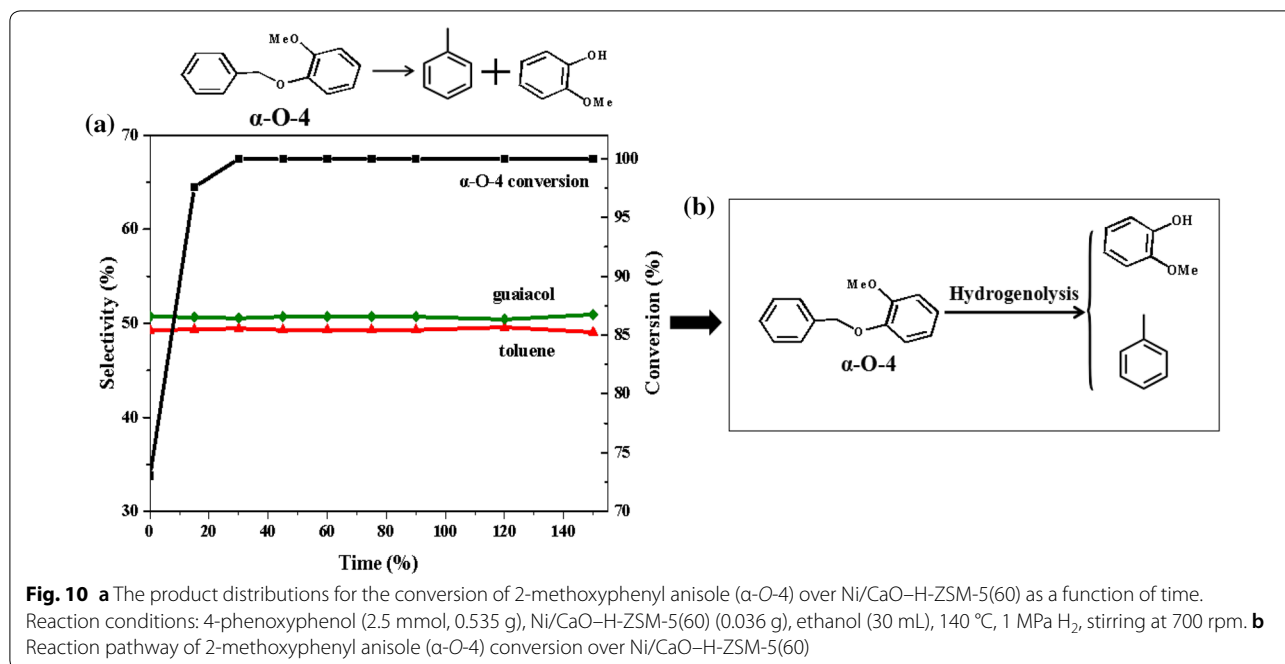 MeO
O
α-O-4
+
OH
OMe
(a)
70
60
50
40
30
Selectivity (%)
α-O-4 conversion
guaiacol
toluene
100
95
90
85
80
75
70
Conversion (%)
0 20 40 60 80 100 120 140
Time (%)
(b)
MeO
O
α-O-4
Hydrogenolysis
OH
OMe
Fig. 10 a The product distributions for the conversion of 2-methoxyphenyl anisole (α-O-4) over Ni/CaO–H-ZSM-5(60) as a function of time.
Reaction conditions: 4-phenoxyphenol (2.5 mmol, 0.535 g), Ni/CaO–H-ZSM-5(60) (0.036 g), ethanol (30 mL), 140 °C, 1 MPa H₂, stirring at 700 rpm. b
Reaction pathway of 2-methoxyphenyl anisole (α-O-4) conversion over Ni/CaO–H-ZSM-5(60)